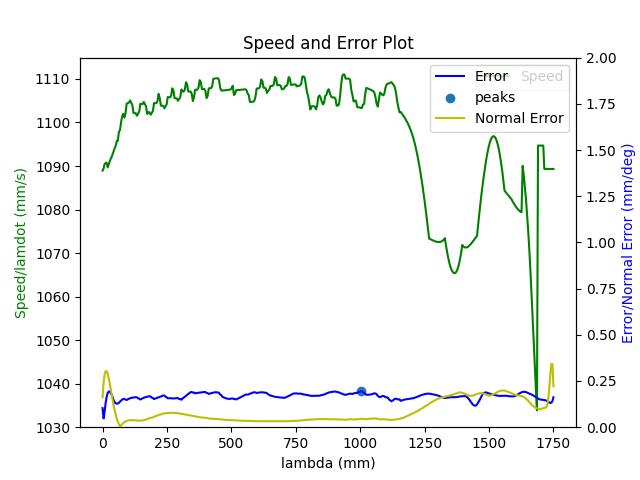 Speed and Error Plot
Speed/lamdot (mm/s)
1110
1100
1090
1080
1070
1060
1050
1040
1030
2.00
1.75
1.50
1.25
1.00
0.75
0.50
0.25
0.00
Error/Normal Error (mm/deg)
Error
Speed
peaks
Normal Error
0 250 500 750 1000 1250 1500 1750
lambda (mm)